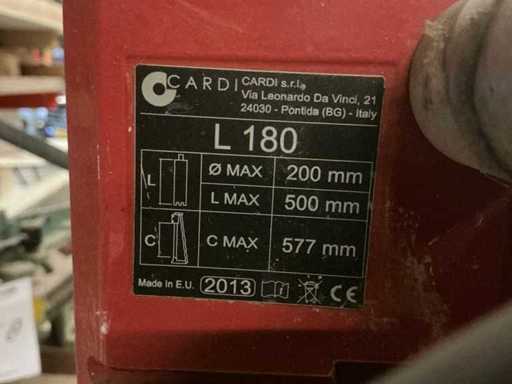 CARDI CARDI s.r.l.
Via Leonardo Da Vinci, 21
24030 - Pontida (BG) - Italy
L 180
L Ø MAX 200 mm
L MAX 500 mm
C C MAX 577 mm
Made in E.U. 2013 CE